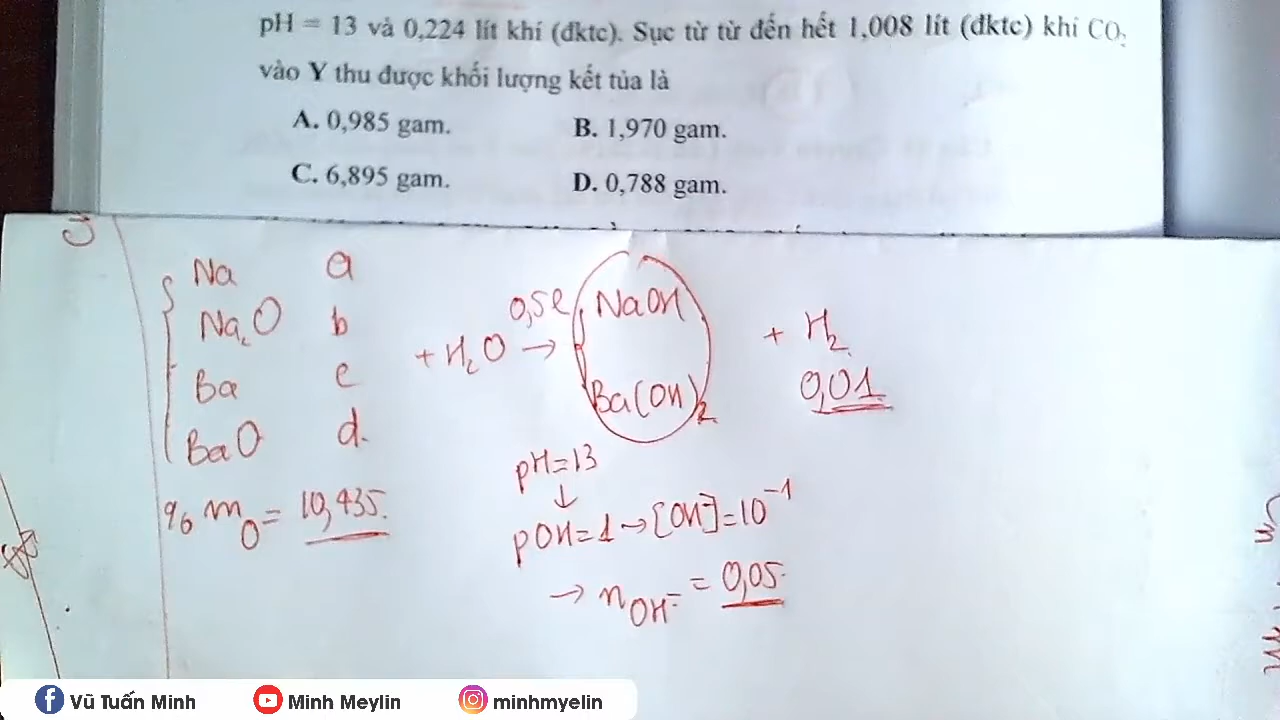 pH = 13 và 0,224 lít khí (đktc). Sục từ từ đến hết 1,008 lít (đktc) khí CO₂
vào Y thu được khối lượng kết tủa là
A. 0,985 gam.
B. 1,970 gam.
C. 6,895 gam.
D. 0,788 gam.
Na a
Na₂O b
Ba c
BaO d.
+ H₂O → 0,5l
NaOH
Ba(OH)₂
+ H₂
0,01
% m O = 10,435.
pH=13
↓
pOH=1 → [OH⁻]=10⁻¹
→ n OH⁻ = 0,05.
Vũ Tuấn Minh
Minh Meylin
minhmyelin